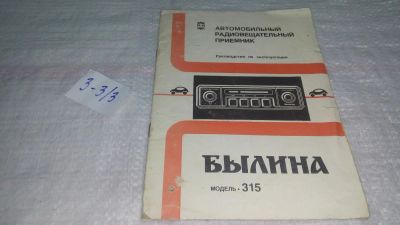 АВТОМОБИЛЬНЫЙ
РАДИОВЕЩАТЕЛЬНЫЙ
ПРИЕМНИК
Руководство по эксплуатации
БЫЛИНА
МОДЕЛЬ · 315
3-3/3